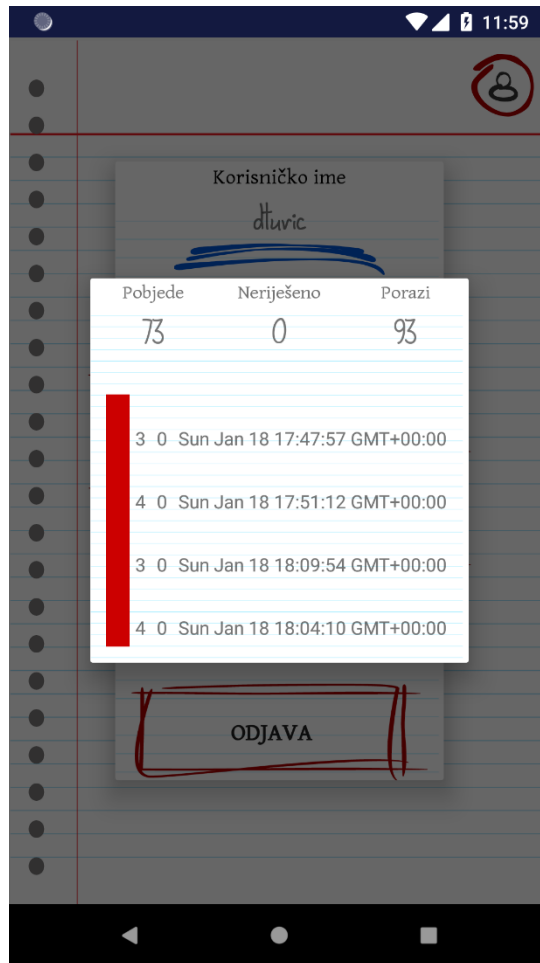 11:59
Korisničko ime
dturic
Pobjede Neriješeno Porazi
73 0 93
3 0 Sun Jan 18 17:47:57 GMT+00:00
4 0 Sun Jan 18 17:51:12 GMT+00:00
3 0 Sun Jan 18 18:09:54 GMT+00:00
4 0 Sun Jan 18 18:04:10 GMT+00:00
ODJAVA